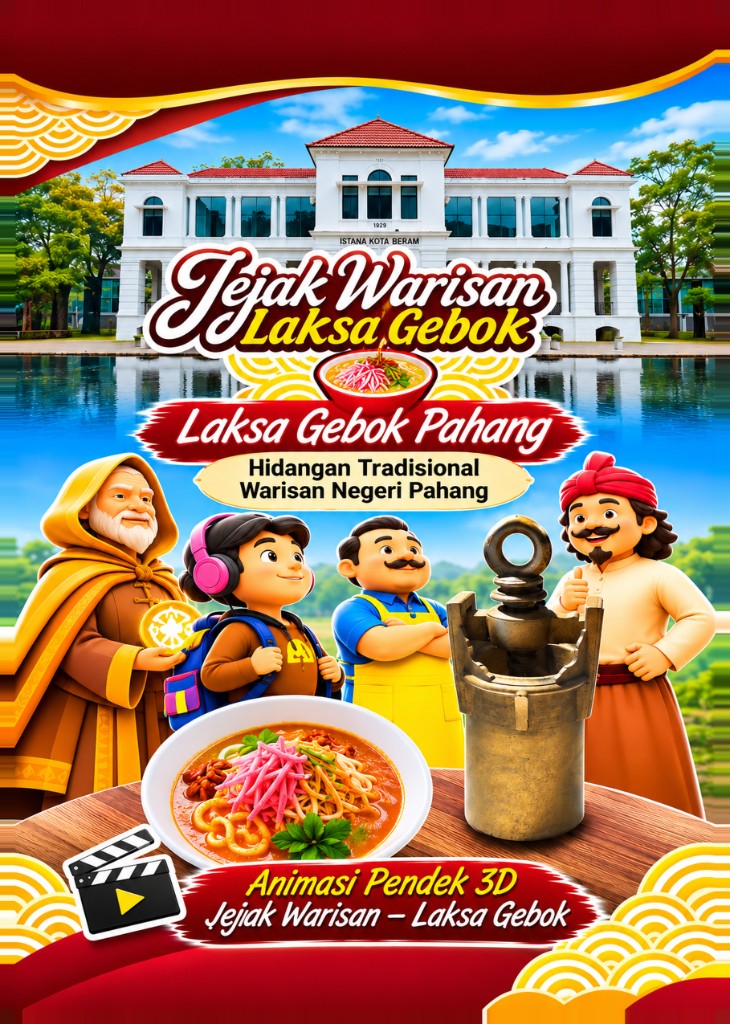 1929
ISTANA KOTA BERAM
Jejak Warisan
Laksa Gebok
Laksa Gebok Pahang
Hidangan Tradisional
Warisan Negeri Pahang
Animasi Pendek 3D
Jejiak Warisan – Laksa Gebok